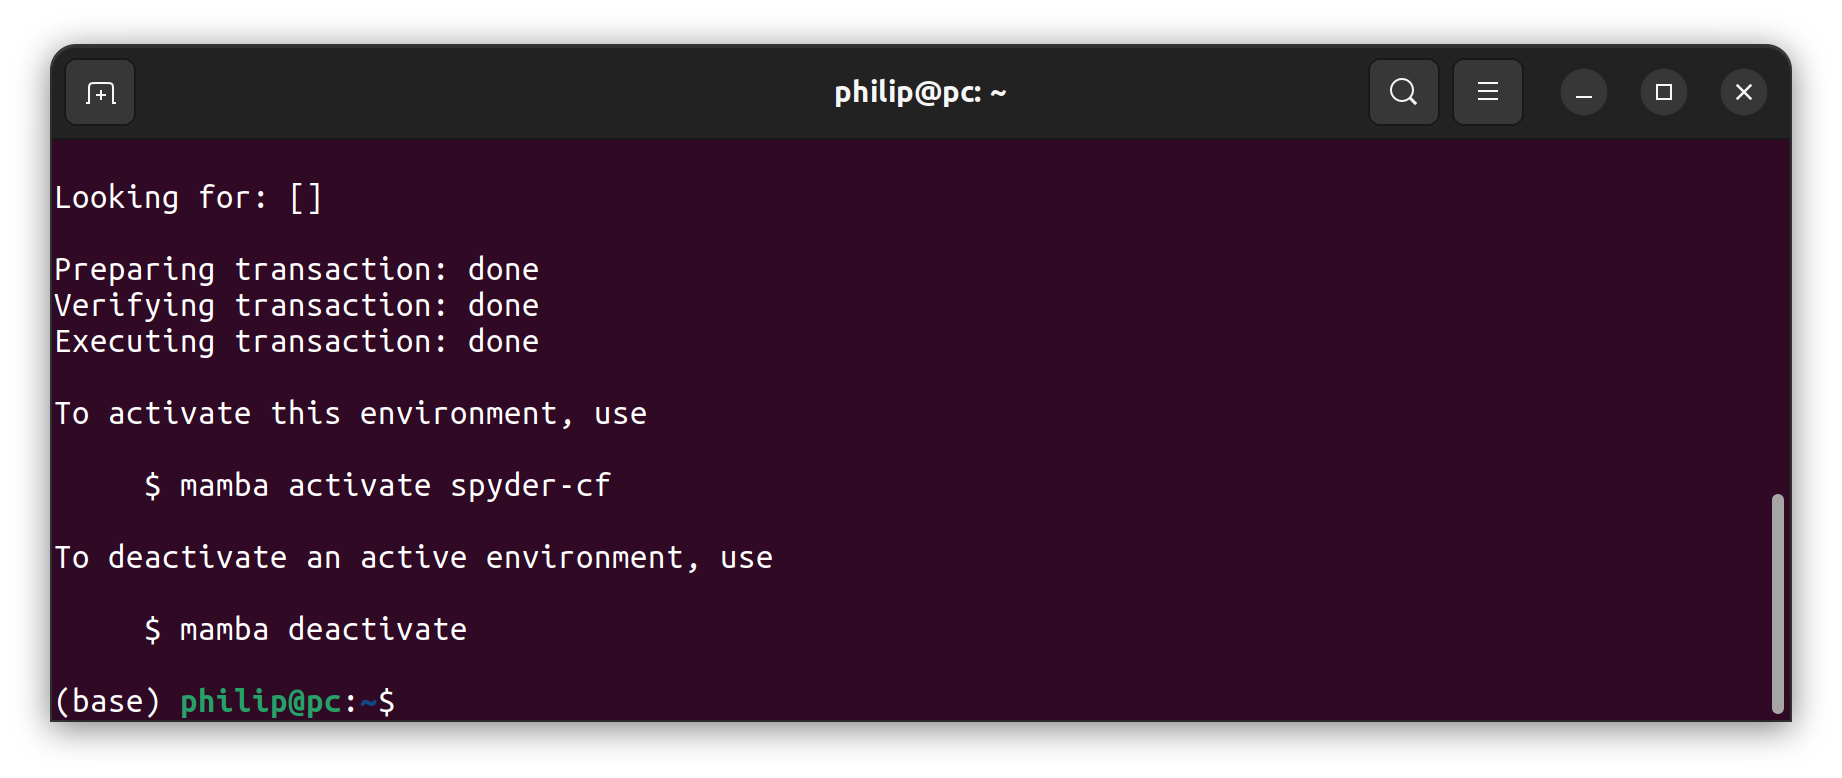 philip@pc: ~
Looking for: []
Preparing transaction: done
Verifying transaction: done
Executing transaction: done
To activate this environment, use
$ mamba activate spyder-cf
To deactivate an active environment, use
$ mamba deactivate
(base) philip@pc:~$